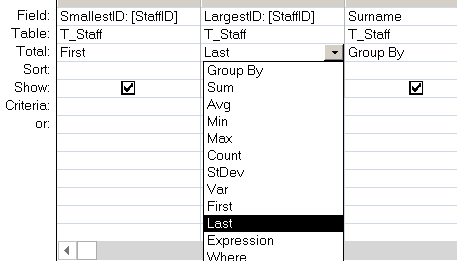 Field: SmallestID: [StaffID] LargestID: [StaffID] Surname
Table: T_Staff T_Staff T_Staff
Total: First Last Group By
Sort:
Show:
Criteria:
or:
Group By
Sum
Avg
Min
Max
Count
StDev
Var
First
Last
Expression
Where